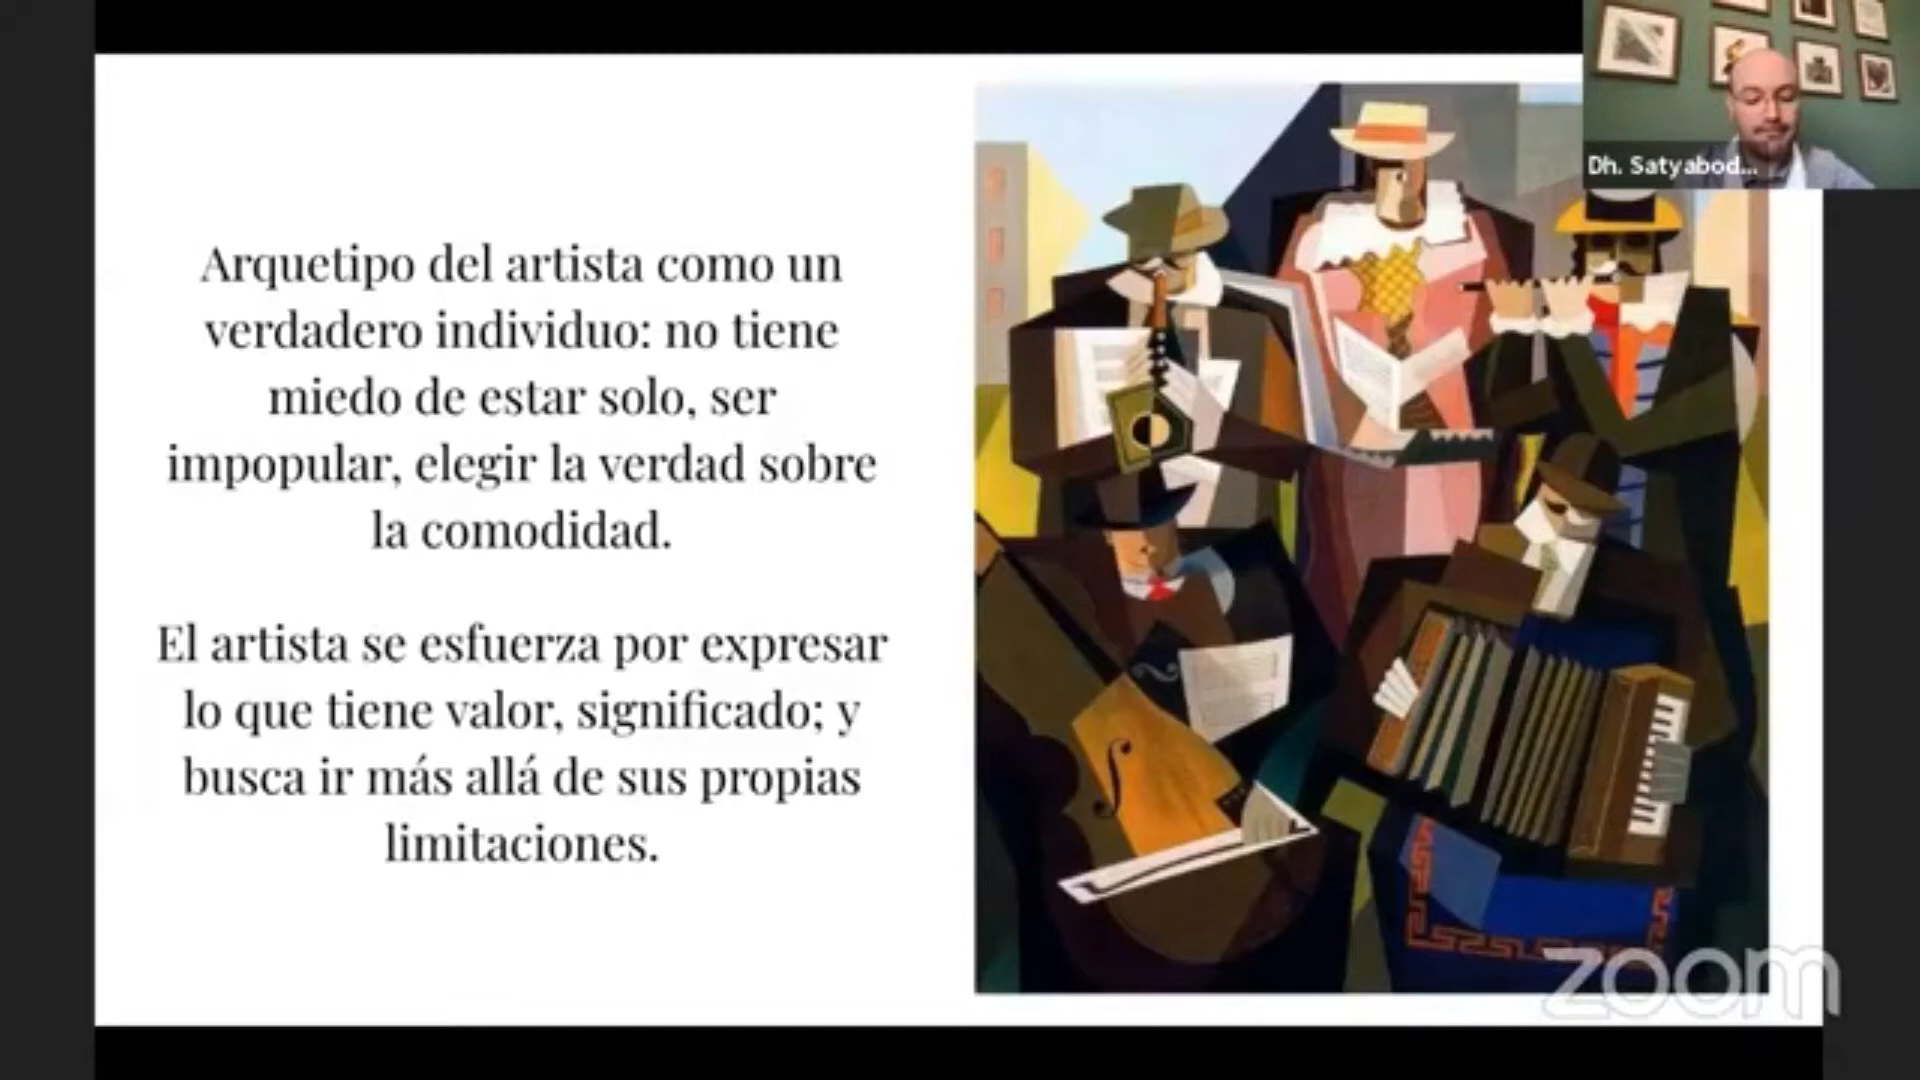 Arquetipo del artista como un
verdadero individuo: no tiene
miedo de estar solo, ser
impopular, elegir la verdad sobre
la comodidad.
El artista se esfuerza por expresar
lo que tiene valor, significado; y
busca ir más allá de sus propias
limitaciones.
Dh. Satyabod...
zoom